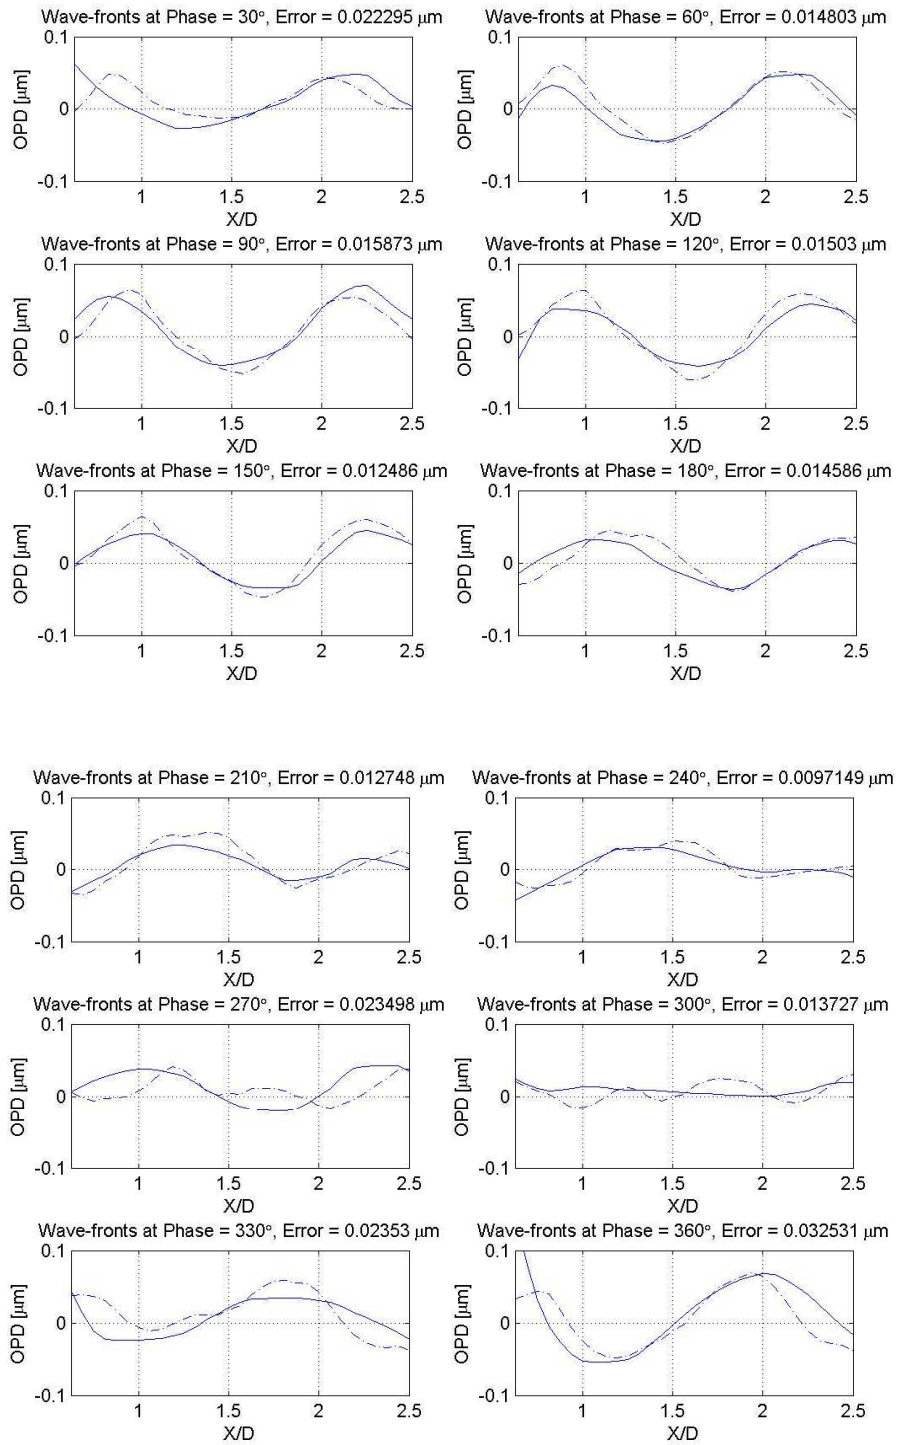 Wave-fronts at Phase = 30°, Error = 0.022295 μm
0.1
0
-0.1
OPD [μm]
1 1.5 2 2.5
X/D
Wave-fronts at Phase = 60°, Error = 0.014803 μm
0.1
0
-0.1
OPD [μm]
1 1.5 2 2.5
X/D
Wave-fronts at Phase = 90°, Error = 0.015873 μm
0.1
0
-0.1
OPD [μm]
1 1.5 2 2.5
X/D
Wave-fronts at Phase = 120°, Error = 0.01503 μm
0.1
0
-0.1
OPD [μm]
1 1.5 2 2.5
X/D
Wave-fronts at Phase = 150°, Error = 0.012486 μm
0.1
0
-0.1
OPD [μm]
1 1.5 2 2.5
X/D
Wave-fronts at Phase = 180°, Error = 0.014586 μm
0.1
0
-0.1
OPD [μm]
1 1.5 2 2.5
X/D
Wave-fronts at Phase = 210°, Error = 0.012748 μm
0.1
0
-0.1
OPD [μm]
1 1.5 2 2.5
X/D
Wave-fronts at Phase = 240°, Error = 0.0097149 μm
0.1
0
-0.1
OPD [μm]
1 1.5 2 2.5
X/D
Wave-fronts at Phase = 270°, Error = 0.023498 μm
0.1
0
-0.1
OPD [μm]
1 1.5 2 2.5
X/D
Wave-fronts at Phase = 300°, Error = 0.013727 μm
0.1
0
-0.1
OPD [μm]
1 1.5 2 2.5
X/D
Wave-fronts at Phase = 330°, Error = 0.02353 μm
0.1
0
-0.1
OPD [μm]
1 1.5 2 2.5
X/D
Wave-fronts at Phase = 360°, Error = 0.032531 μm
0.1
0
-0.1
OPD [μm]
1 1.5 2 2.5
X/D